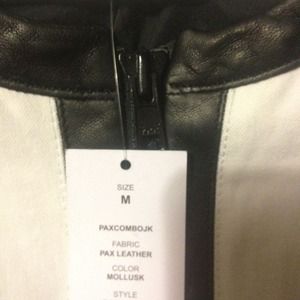 SIZE
M
PAXCOMBOJK
FABRIC
PAX LEATHER
COLOR
MOLLUSK
STYLE